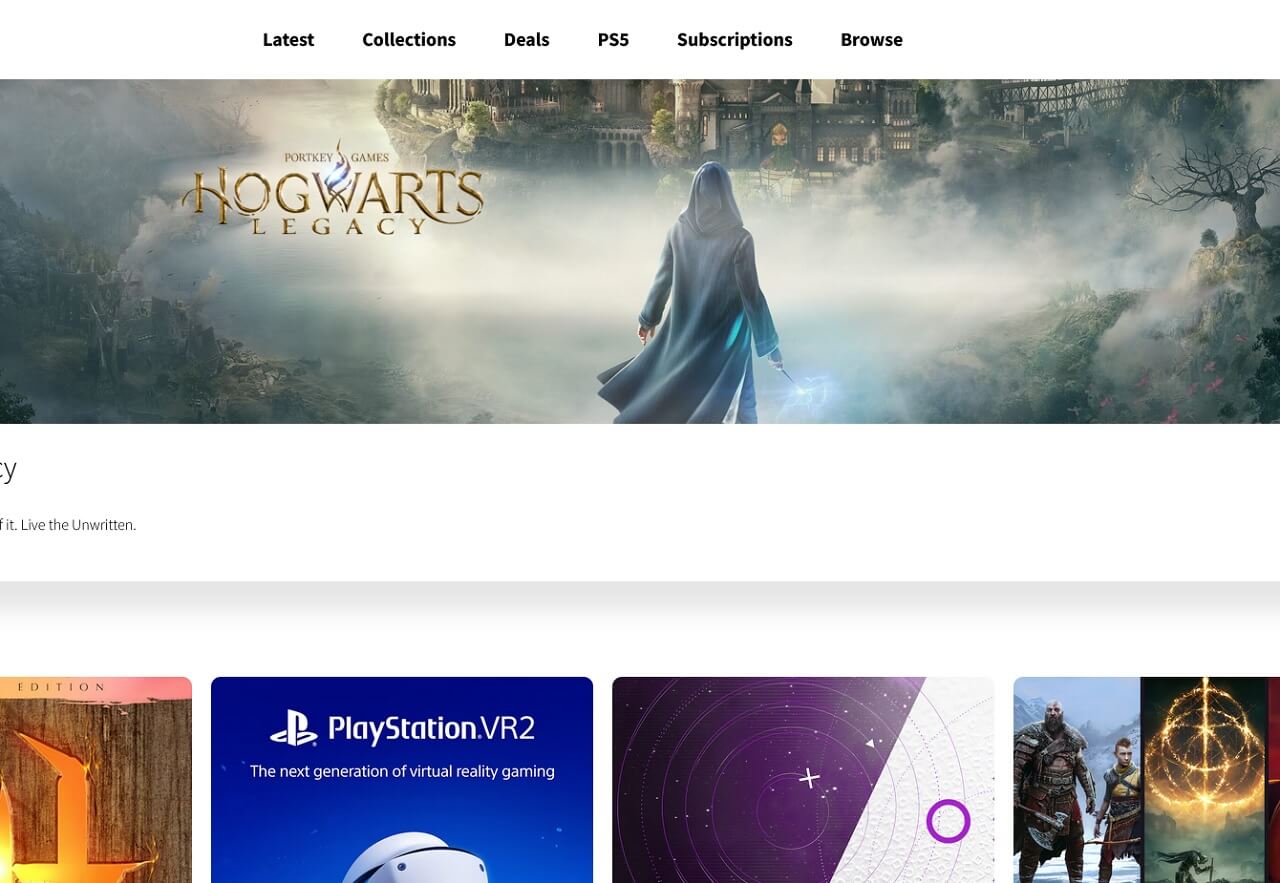 Latest Collections Deals PS5 Subscriptions Browse
PORTKEY GAMES
HOGWARTS
LEGACY
cy
f it. Live the Unwritten.
EDITION
PlayStation.VR2
The next generation of virtual reality gaming